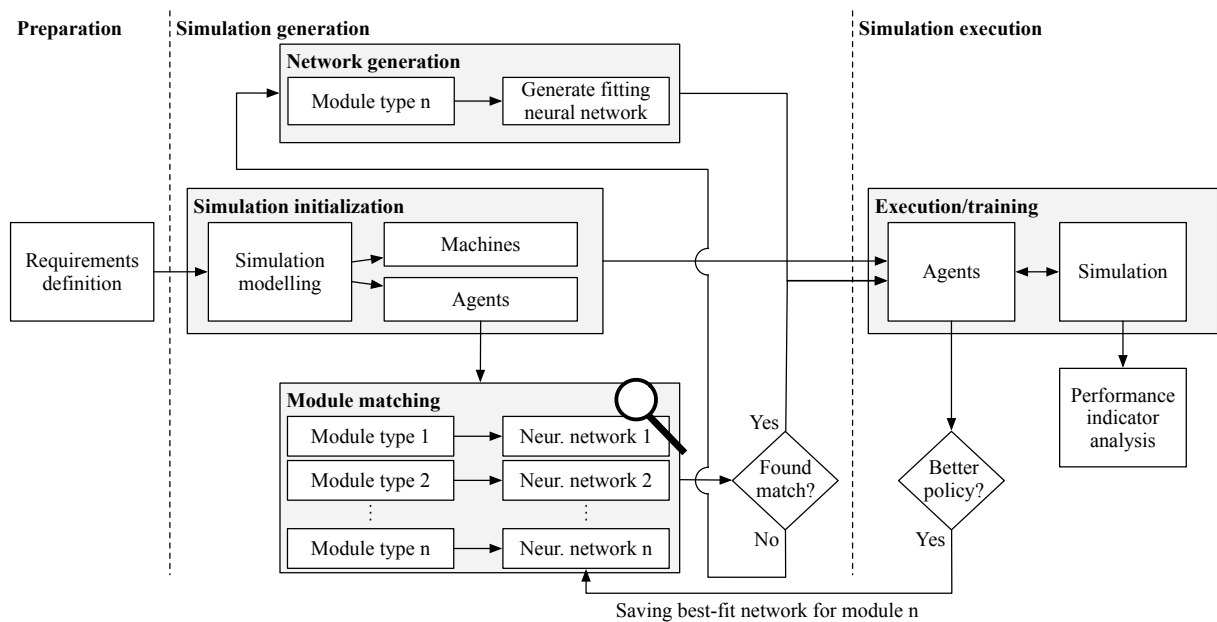 Preparation
Simulation generation
Simulation execution
Network generation
Module type n
Generate fitting
neural network
Simulation initialization
Execution/training
Requirements
definition
Simulation
modelling
Machines
Agents
Agents
Simulation
Module matching
Module type 1
Neur. network 1
Module type 2
Neur. network 2
⋮
⋮
Module type n
Neur. network n
Yes
Found
match?
No
Better
policy?
Yes
Performance
indicator
analysis
Saving best-fit network for module n